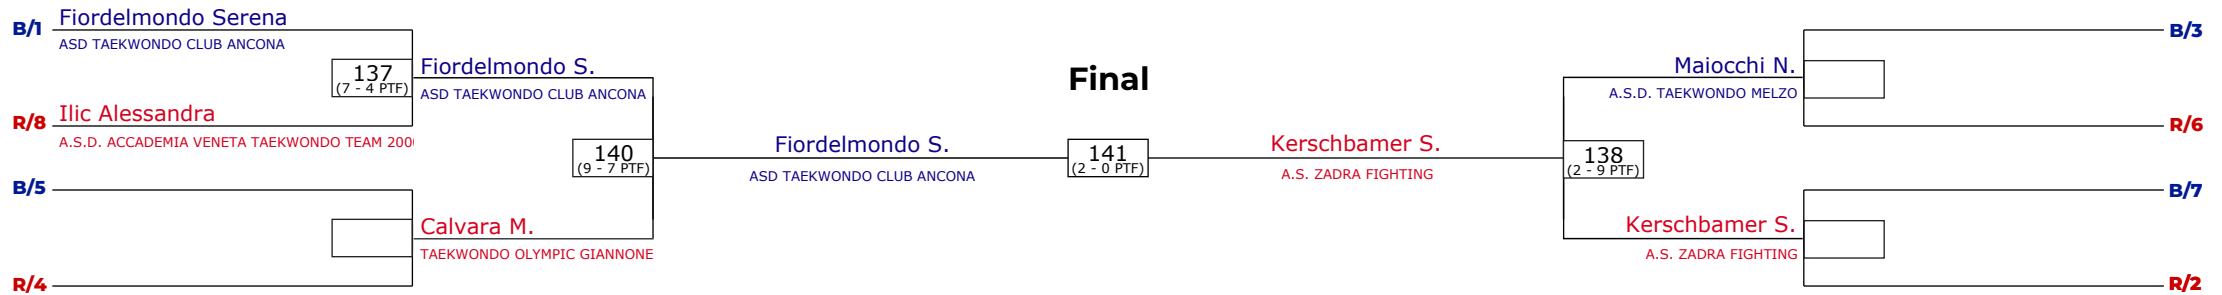 B/1 Fiordelmondo Serena
ASD TAEKWONDO CLUB ANCONA
137
(7 - 4 PTF)
Fiordelmondo S.
ASD TAEKWONDO CLUB ANCONA
R/8 Ilic Alessandra
A.S.D. ACCADEMIA VENETA TAEKWONDO TEAM 200
140
(9 - 7 PTF)
B/5
Calvara M.
TAEKWONDO OLYMPIC GIANNONE
R/4
Final
Fiordelmondo S.
ASD TAEKWONDO CLUB ANCONA
141
(2 - 0 PTF)
Kerschbamer S.
A.S. ZADRA FIGHTING
B/3
Maiocchi N.
A.S.D. TAEKWONDO MELZO
R/6
138
(2 - 9 PTF)
B/7
Kerschbamer S.
A.S. ZADRA FIGHTING
R/2